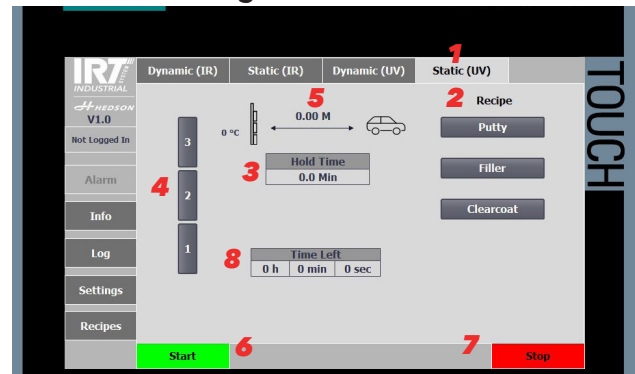 IRT SYSTEM
INDUSTRIAL
HEDSON
V1.0
Not Logged In
Alarm
Info
Log
Settings
Recipes
Dynamic (IR)
Static (IR)
Dynamic (UV)
1
Static (UV)
5
0.00 M
0 °C
2 Recipe
Putty
Filler
Clearcoat
3 Hold Time
0.0 Min
4
3
2
1
8 Time Left
0 h 0 min 0 sec
Start 6
7 Stop
TOUCH